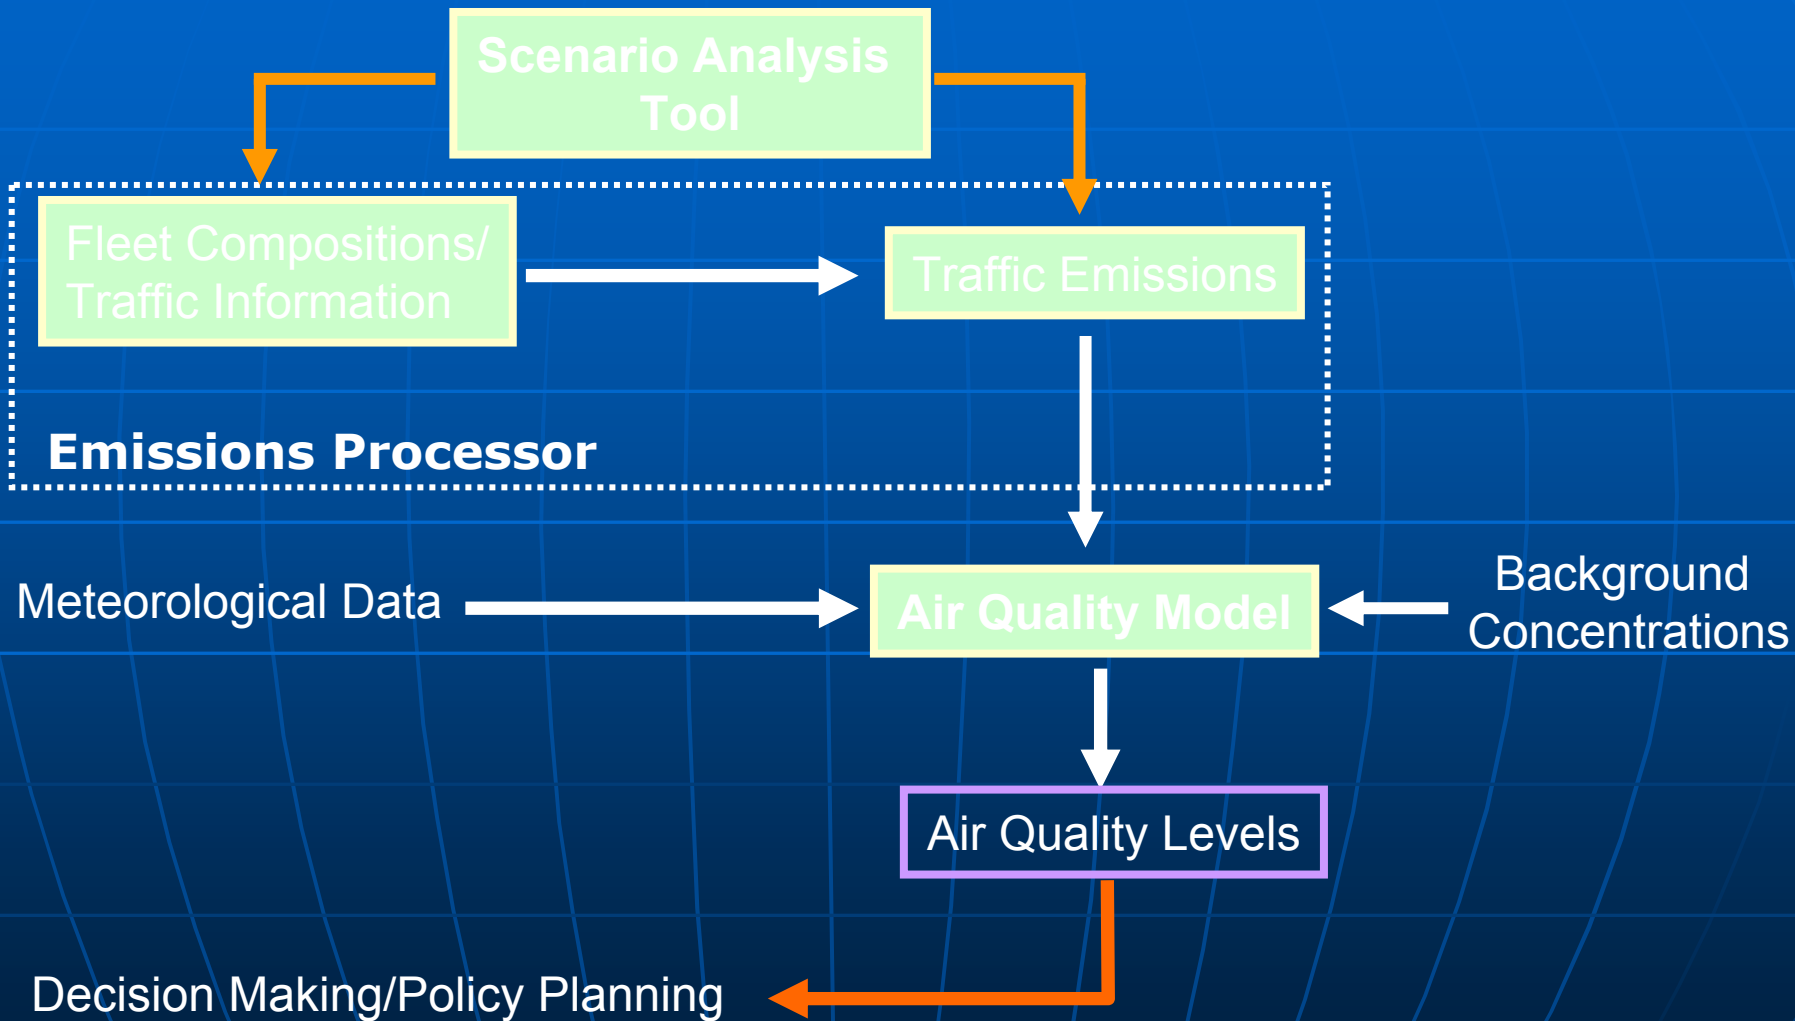 Scenario Analysis
Tool
Fleet Compositions/
Traffic Information
Traffic Emissions
Emissions Processor
Meteorological Data
Air Quality Model
Background
Concentrations
Air Quality Levels
Decision Making/Policy Planning